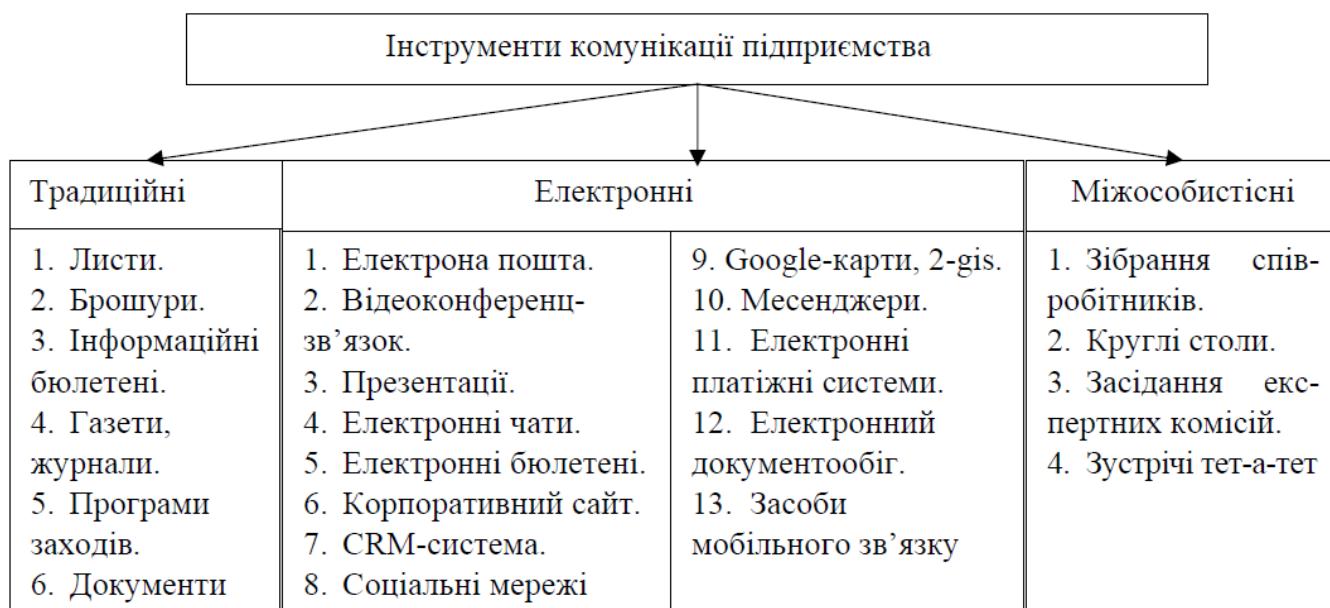 Інструменти комунікації підприємства
Традиційні
1. Листи.
2. Брошури.
3. Інформаційні
бюлетені.
4. Газети,
журнали.
5. Програми
заходів.
6. Документи
Електронні
1. Електрона пошта.
2. Відеоконференц-
зв’язок.
3. Презентації.
4. Електронні чати.
5. Електронні бюлетені.
6. Корпоративний сайт.
7. CRM-система.
8. Соціальні мережі
9. Google-карти, 2-gis.
10. Месенджери.
11. Електронні
платіжні системи.
12. Електронний
документообіг.
13. Засоби
мобільного зв’язку
Міжособистісні
1. Зібрання спів-
робітників.
2. Круглі столи.
3. Засідання екс-
пертних комісій.
4. Зустрічі тет-а-тет